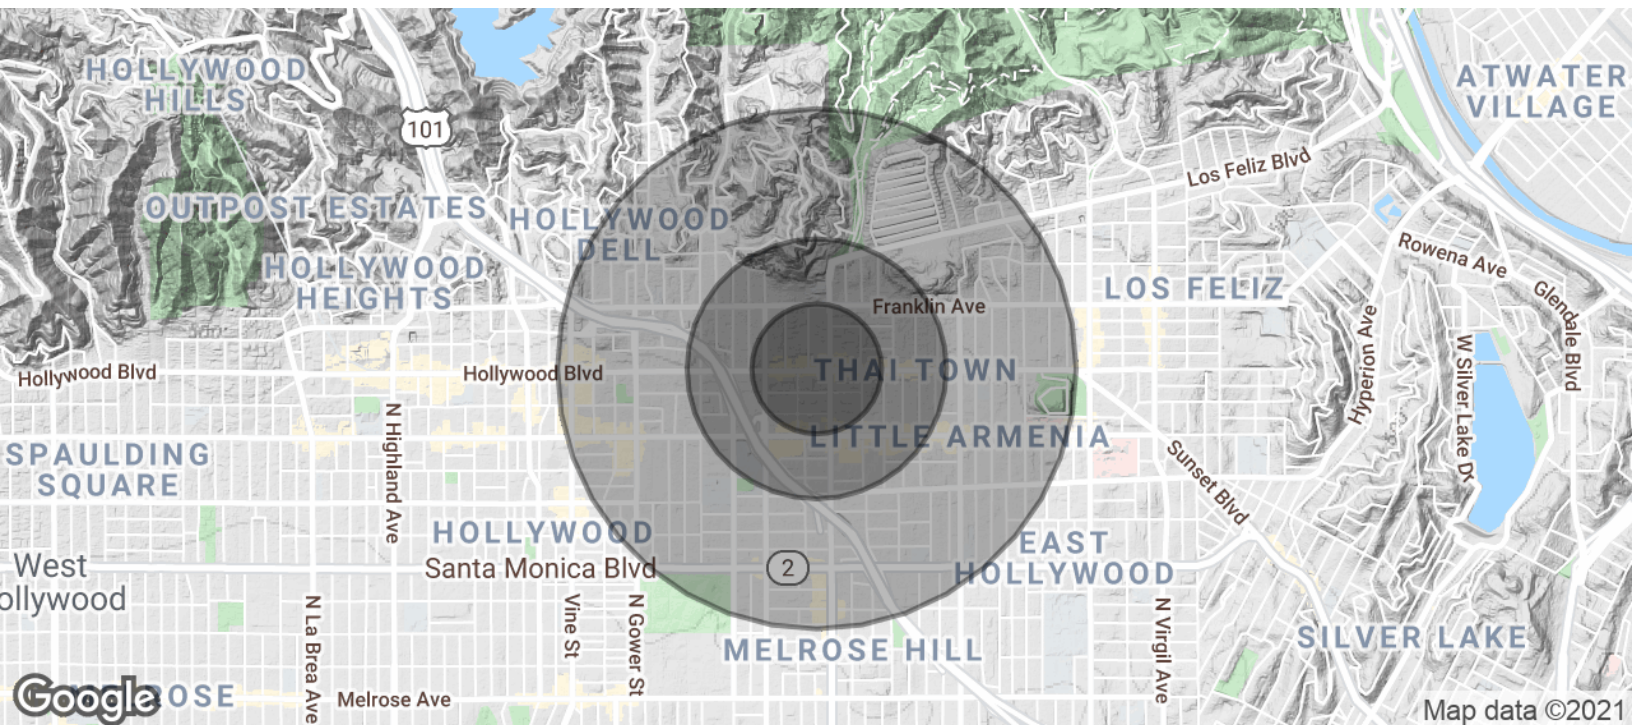 HOLLYWOOD
HILLS
ATWATER
VILLAGE
101
Los Feliz Blvd
OUTPOST ESTATES
HOLLYWOOD
DELL
HOLLYWOOD
HEIGHTS
Rowena Ave
LOS FELIZ
Glendale Blvd
Franklin Ave
Hyperion Ave
W Silver Lake Dr
Hollywood Blvd
Hollywood Blvd
THAI TOWN
LITTLE ARMENIA
N Highland Ave
SPAULDING
SQUARE
Sunset Blvd
HOLLYWOOD
EAST
HOLLYWOOD
West
ollywood
Santa Monica Blvd
2
N La Brea Ave
Vine St
N Gower St
N Virgil Ave
MELROSE HILL
SILVER LAKE
ROSE
Google
Melrose Ave
Map data ©2021